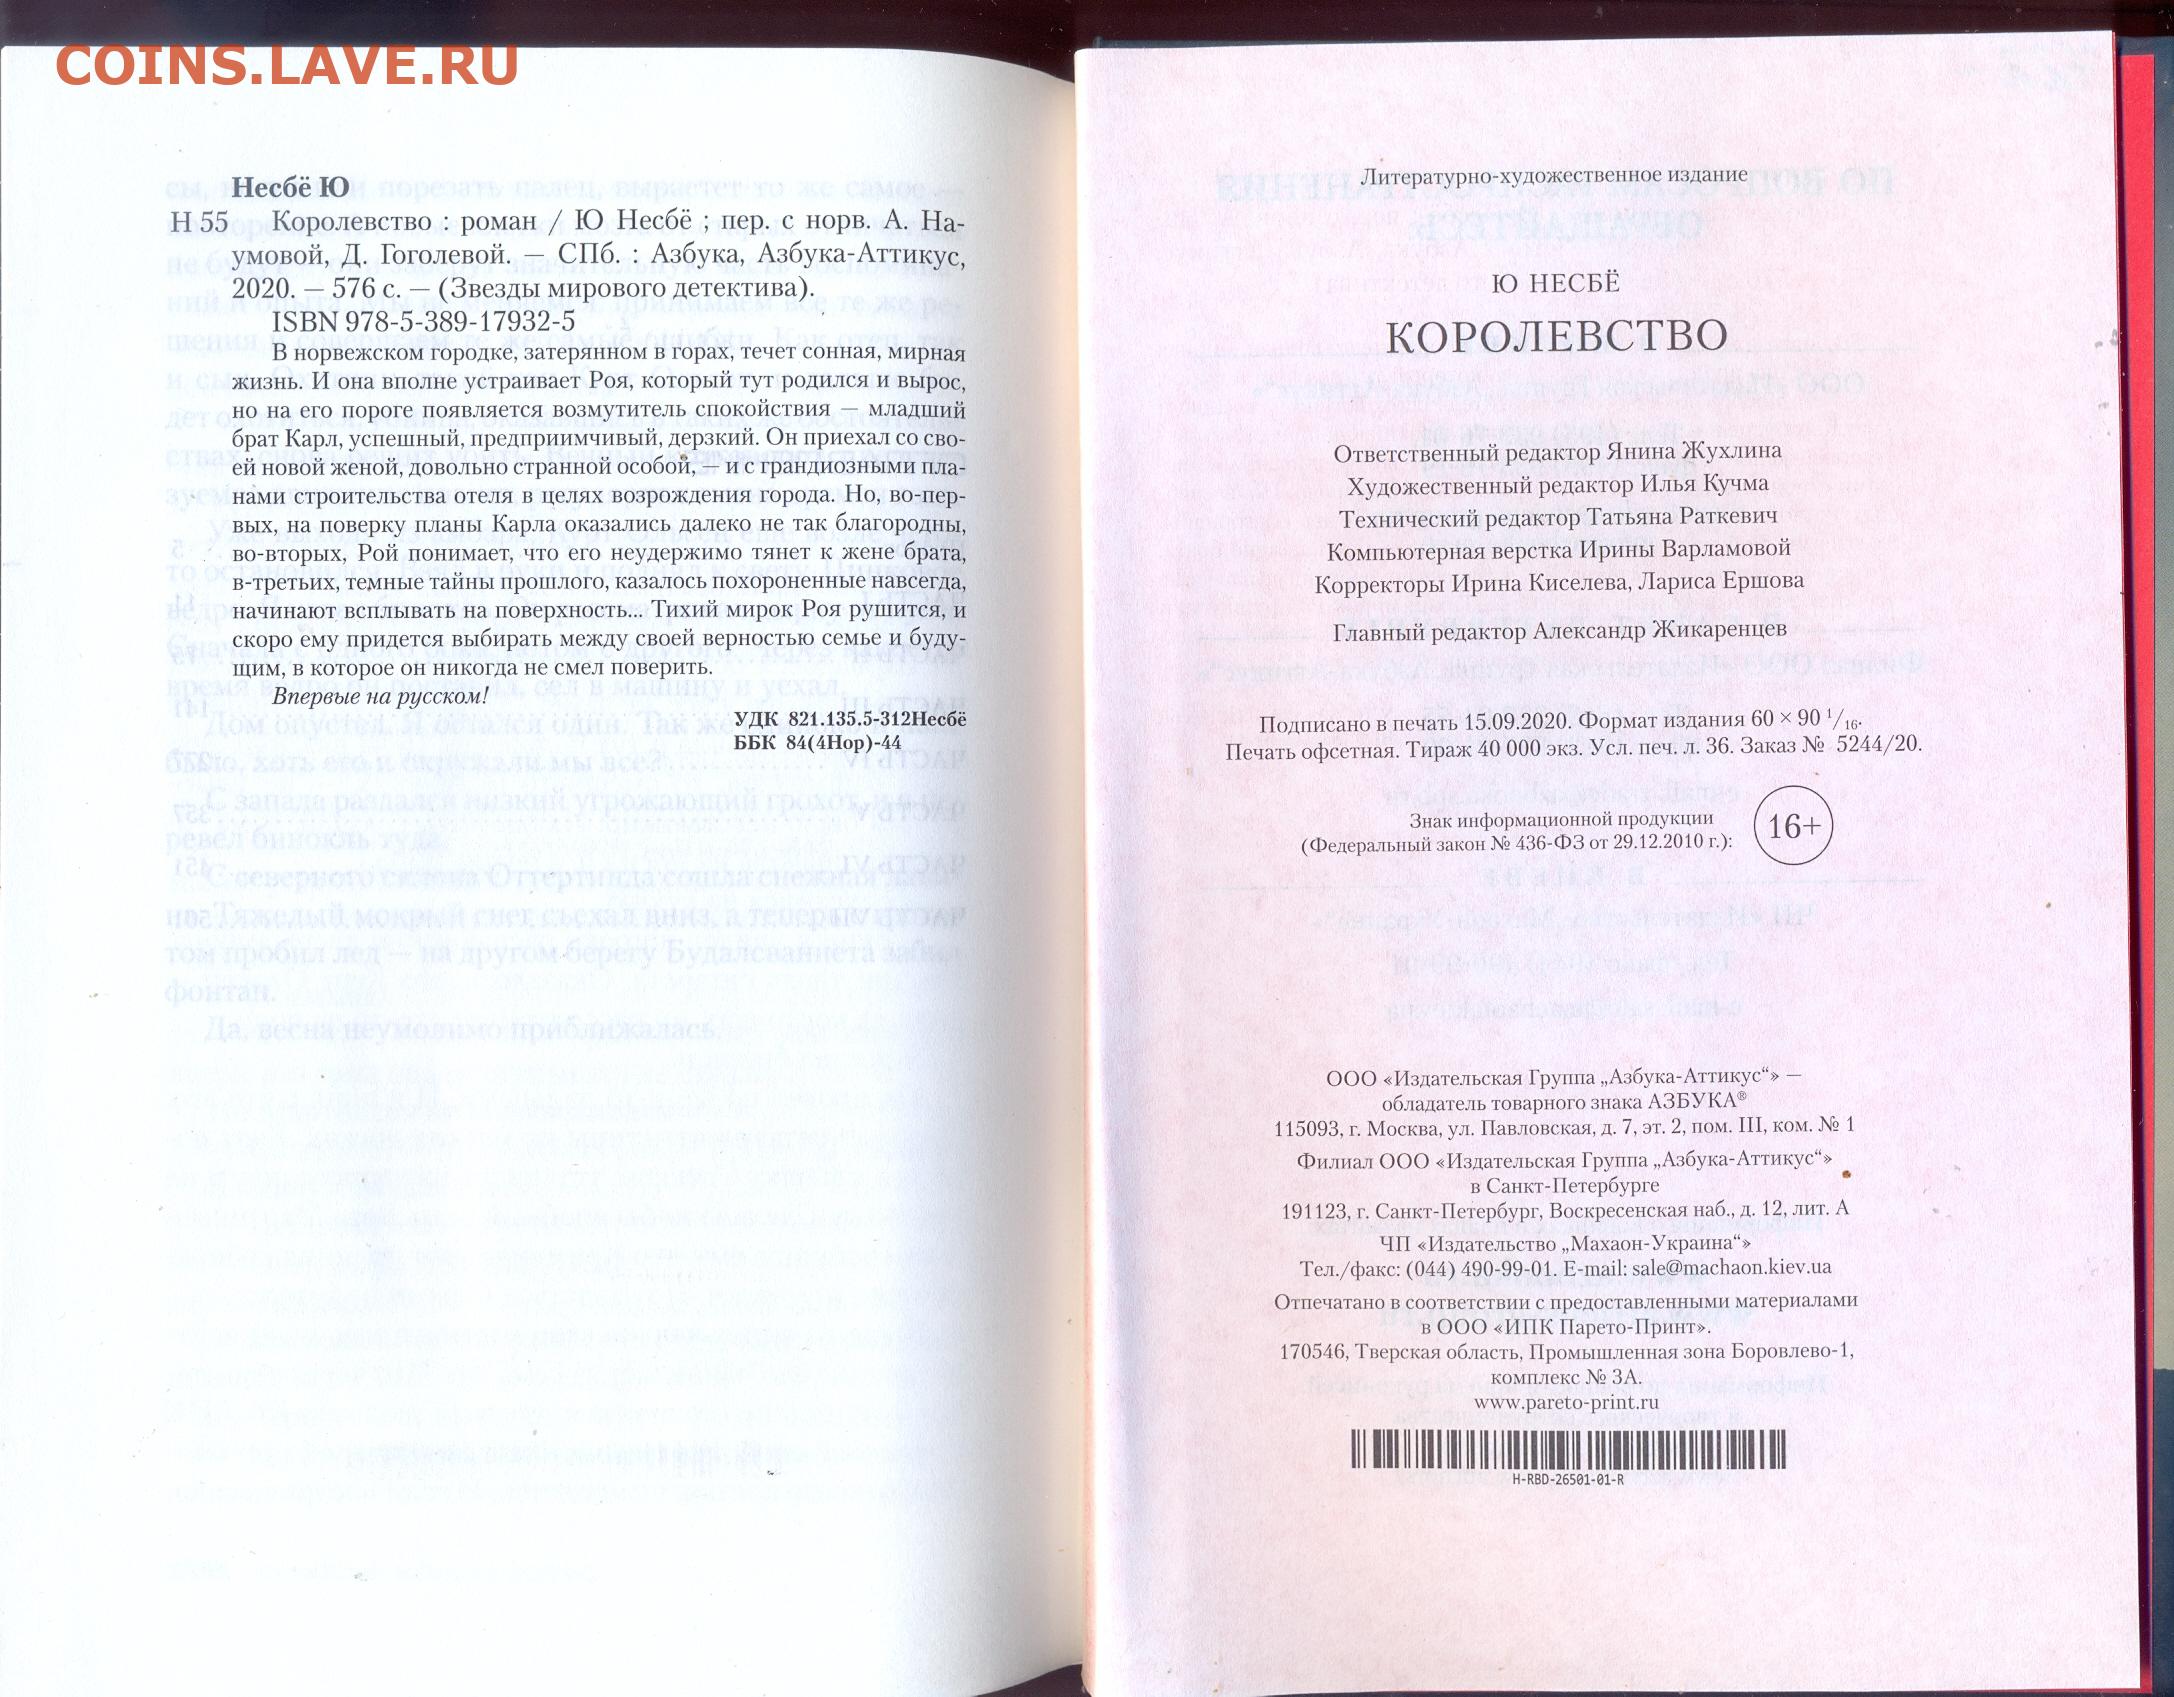 COINS.LAVE.RU
Несбё Ю
Н 55 Королевство : роман / Ю Несбё ; пер. с норв. А. На-
умовой, Д. Гоголевой. — СПб. : Азбука, Азбука-Аттикус,
2020. — 576 с. — (Звезды мирового детектива).
ISBN 978-5-389-17932-5
В норвежском городке, затерянном в горах, течет сонная, мирная
жизнь. И она вполне устраивает Роя, который тут родился и вырос,
но на его пороге появляется возмутитель спокойствия — младший
брат Карл, успешный, предприимчивый, дерзкий. Он приехал со сво-
ей новой женой, довольно странной особой, — и с грандиозными пла-
нами строительства отеля в целях возрождения города. Но, во-пер-
вых, на поверку планы Карла оказались далеко не так благородны,
во-вторых, Рой понимает, что его неудержимо тянет к жене брата,
в-третьих, темные тайны прошлого, казалось похороненные навсегда,
начинают всплывать на поверхность... Тихий мирок Роя рушится, и
скоро ему придется выбирать между своей верностью семье и буду-
щим, в которое он никогда не смел поверить.
Впервые на русском!
УДК 821.135.5-312Несбё
ББК 84(4Нор)-44
Литературно-художественное издание
Ю НЕСБЁ
КОРОЛЕВСТВО
Ответственный редактор Янина Жухлина
Художественный редактор Илья Кучма
Технический редактор Татьяна Раткевич
Компьютерная верстка Ирины Варламовой
Корректоры Ирина Киселева, Лариса Ершова
Главный редактор Александр Жикаренцев
Подписано в печать 15.09.2020. Формат издания 60 × 90 1/16.
Печать офсетная. Тираж 40 000 экз. Усл. печ. л. 36. Заказ № 5244/20.
Знак информационной продукции
(Федеральный закон № 436-ФЗ от 29.12.2010 г.):
16+
ООО «Издательская Группа „Азбука-Аттикус“» —
обладатель товарного знака АЗБУКА®
115093, г. Москва, ул. Павловская, д. 7, эт. 2, пом. III, ком. № 1
Филиал ООО «Издательская Группа „Азбука-Аттикус“»
в Санкт-Петербурге
191123, г. Санкт-Петербург, Воскресенская наб., д. 12, лит. А
ЧП «Издательство „Махаон-Украина“»
Тел./факс: (044) 490-99-01. E-mail: sale@machaon.kiev.ua
Отпечатано в соответствии с предоставленными материалами
в ООО «ИПК Парето-Принт».
170546, Тверская область, Промышленная зона Боровлево-1,
комплекс № 3А.
www.pareto-print.ru
H-RBD-26501-01-R